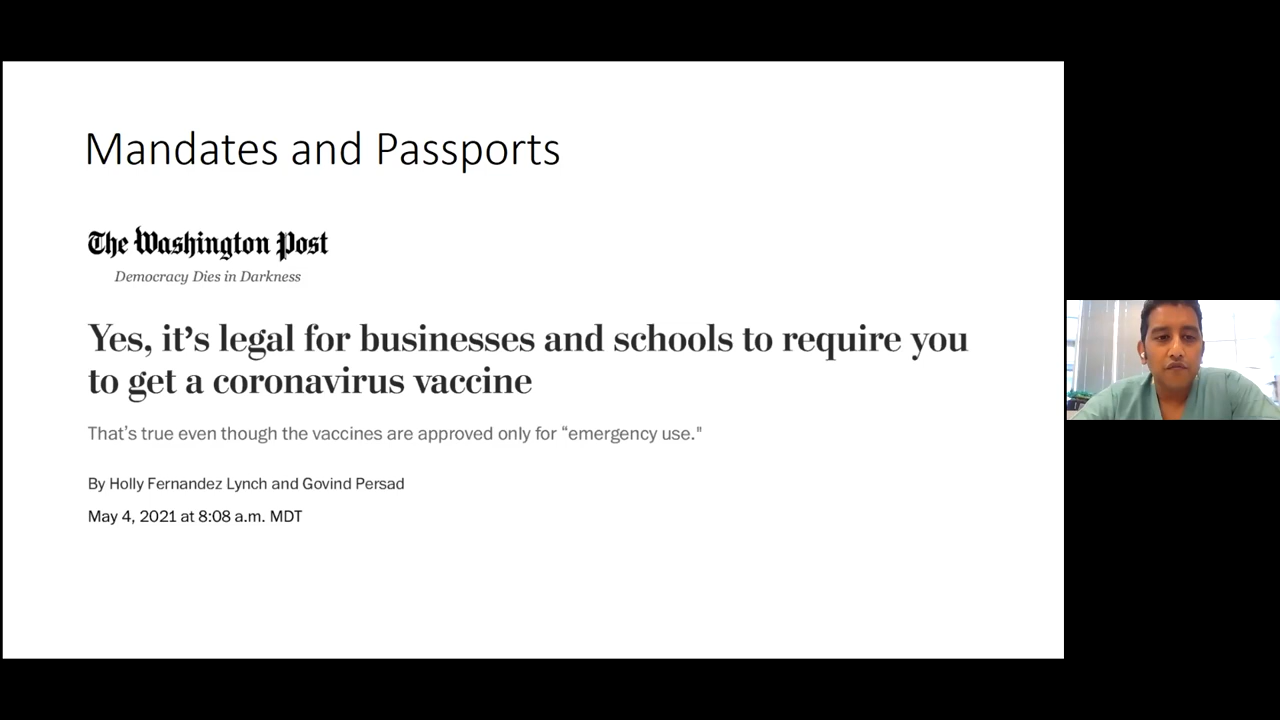 Mandates and Passports
The Washington Post
Democracy Dies in Darkness
Yes, it’s legal for businesses and schools to require you
to get a coronavirus vaccine
That’s true even though the vaccines are approved only for “emergency use."
By Holly Fernandez Lynch and Govind Persad
May 4, 2021 at 8:08 a.m. MDT